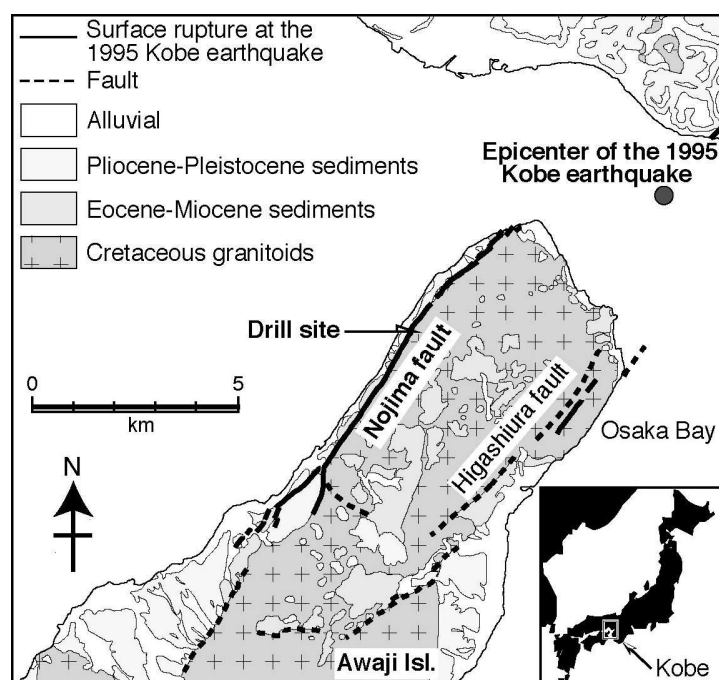 Surface rupture at the
1995 Kobe earthquake
Fault
Alluvial
Pliocene-Pleistocene sediments
Eocene-Miocene sediments
Cretaceous granitoids
Epicenter of the 1995
Kobe earthquake
Drill site
Nojima fault
Higashiura fault
0 5
km
Osaka Bay
N
Awaji Isl.
Kobe